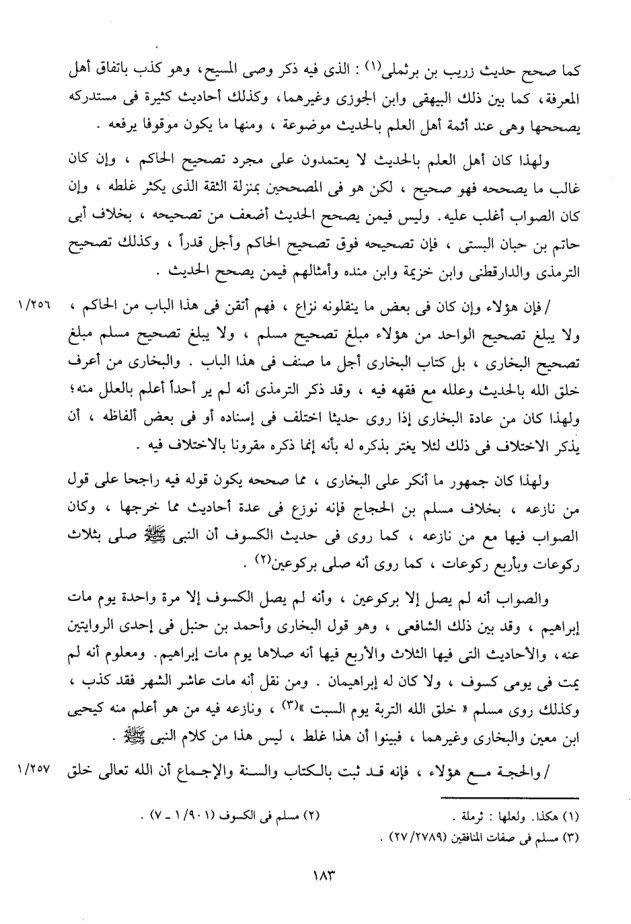 كما صحح حديث زريب بن برثملي(١) : الذى فيه ذكر وصى المسيح، وهو كذب باتفاق أهل
المعرفة، كما بين ذلك البيهقى وابن الجوزى وغيرهما، وكذلك أحاديث كثيرة فى مستدركه
يصححها وهى عند أئمة أهل العلم بالحديث موضوعة ، ومنها ما يكون موقوفا يرفعه .
ولهذا كان أهل العلم بالحديث لا يعتمدون على مجرد تصحيح الحاكم ، وإن كان
غالب ما يصححه فهو صحيح ، لكن هو فى المصححين بمنزلة الثقة الذى يكثر غلطه ، وإن
كان الصواب أغلب عليه. وليس فيمن يصحح الحديث أضعف من تصحيحه ، بخلاف أبى
حاتم بن حبان البستى ، فإن تصحيحه فوق تصحيح الحاكم وأجل قدراً ، وكذلك تصحيح
الترمذى والدارقطنى وابن خزيمة وابن منده وأمثالهم فيمن يصحح الحديث .
/ فإن هؤلاء وإن كان فى بعض ما ينقلونه نزاع ، فهم أتقن فى هذا الباب من الحاكم ، ١/٢٥٦
ولا يبلغ تصحيح الواحد من هؤلاء مبلغ تصحيح مسلم ، ولا يبلغ تصحيح مسلم مبلغ
تصحيح البخارى ، بل كتاب البخارى أجل ما صنف فى هذا الباب . والبخارى من أعرف
خلق الله بالحديث وعلله مع فقهه فيه ، وقد ذكر الترمذى أنه لم ير أحداً أعلم بالعلل منه؛
ولهذا كان من عادة البخارى إذا روى حديثا اختلف فى إسناده أو فى بعض ألفاظه ، أن
يذكر الاختلاف فى ذلك لئلا يغتر بذكره له بأنه إنما ذكره مقرونا بالاختلاف فيه .
ولهذا كان جمهور ما أنكر على البخارى ، مما صححه يكون قوله فيه راجحا على قول
من نازعه ، بخلاف مسلم بن الحجاج فإنه نوزع فى عدة أحاديث مما خرجها ، وكان
الصواب فيها مع من نازعه ، كما روى فى حديث الكسوف أن النبى ﷺ صلى بثلاث
ركوعات وبأربع ركوعات ، كما روى أنه صلى بركوعين(٢) .
والصواب أنه لم يصل إلا بركوعين ، وأنه لم يصل الكسوف إلا مرة واحدة يوم مات
إبراهيم ، وقد بين ذلك الشافعى ، وهو قول البخارى وأحمد بن حنبل فى إحدى الروايتين
عنه، والأحاديث التى فيها الثلاث والأربع فيها أنه صلاها يوم مات إبراهيم. ومعلوم أنه لم
يمت فى يومى كسوف ، ولا كان له إبراهيمان . ومن نقل أنه مات عاشر الشهر فقد كذب ،
وكذلك روى مسلم « خلق الله التربة يوم السبت »(٣) ، ونازعه فيه من هو أعلم منه كيحيى
ابن معين والبخارى وغيرهما ، فبينوا أن هذا غلط ، ليس هذا من كلام النبى ﷺ .
/ والحجة مع هؤلاء ، فإنه قد ثبت بالكتاب والسنة والإجماع أن الله تعالى خلق ١/٢٥٧
(١) هكذا. ولعلها : ثرملة . (٢) مسلم فى الكسوف (٩٠١/ ١ ـ ٧) .
(٣) مسلم فى صفات المنافقين (٢٧٨٩/ ٢٧) .
١٨٣